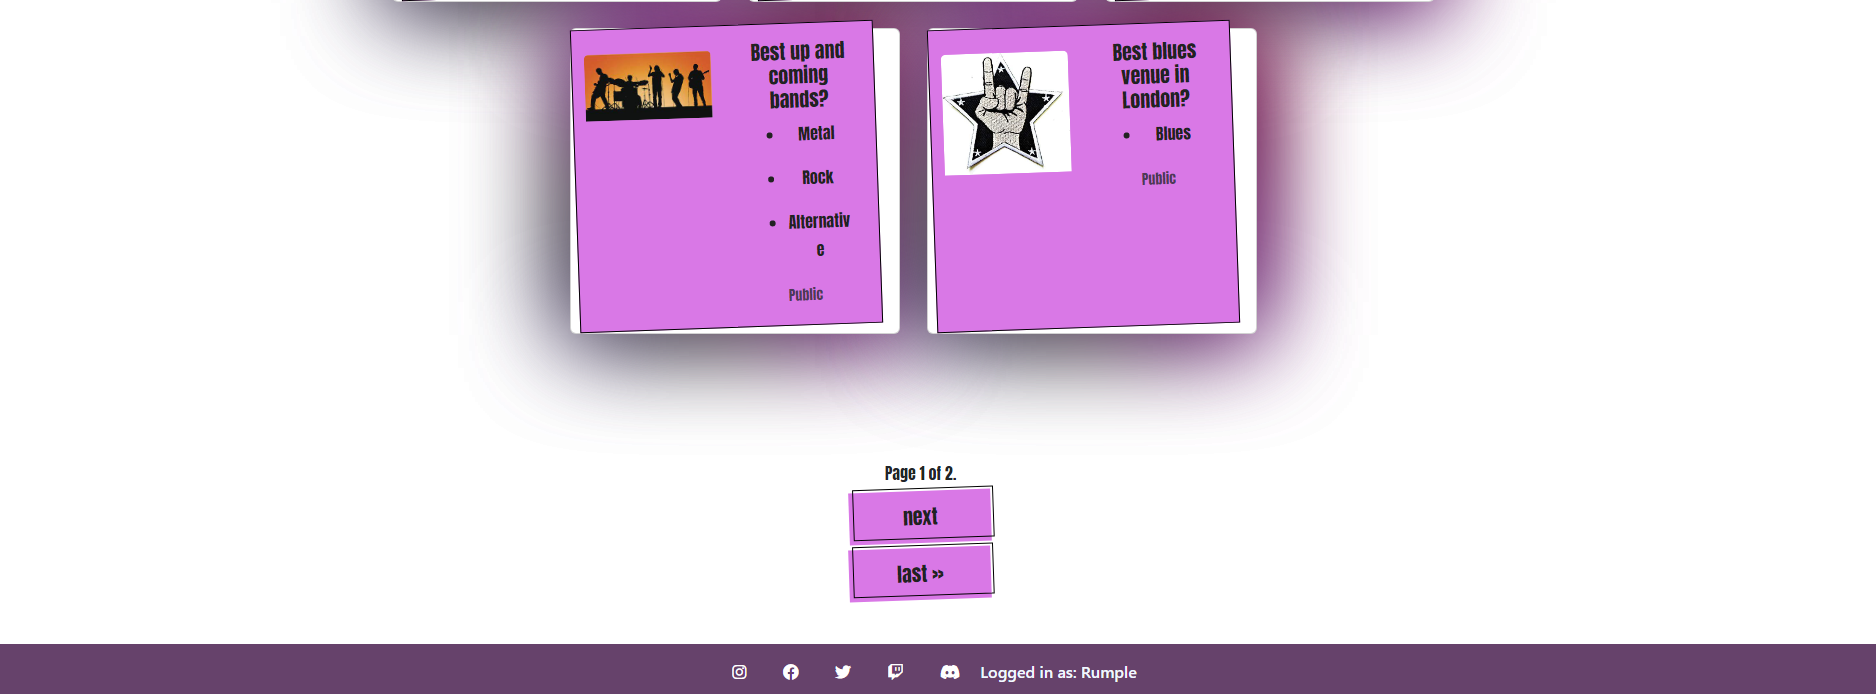 Best up and
coming
bands?
Metal
Rock
Alternativ
e
Public
Best blues
venue in
London?
Blues
Public
Page 1 of 2.
next
last »
Logged in as: Rumple